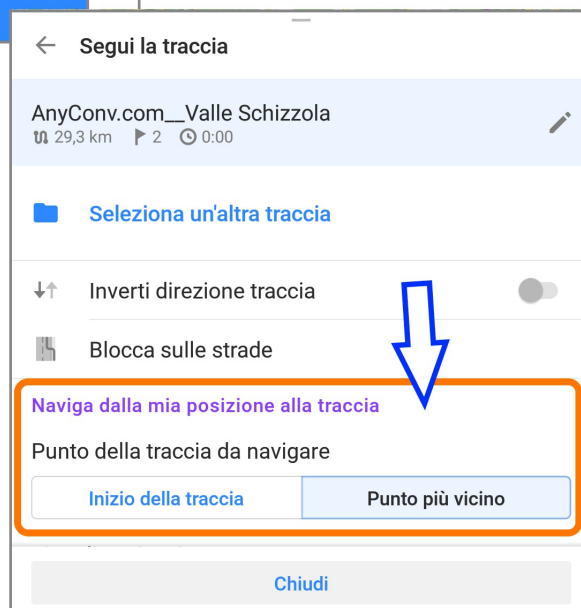 Segui la traccia
AnyConv.com__Valle Schizzola
29,3 km 2 0:00
Seleziona un'altra traccia
Inverti direzione traccia
Blocca sulle strade
Naviga dalla mia posizione alla traccia
Punto della traccia da navigare
Inizio della traccia Punto più vicino
Chiudi